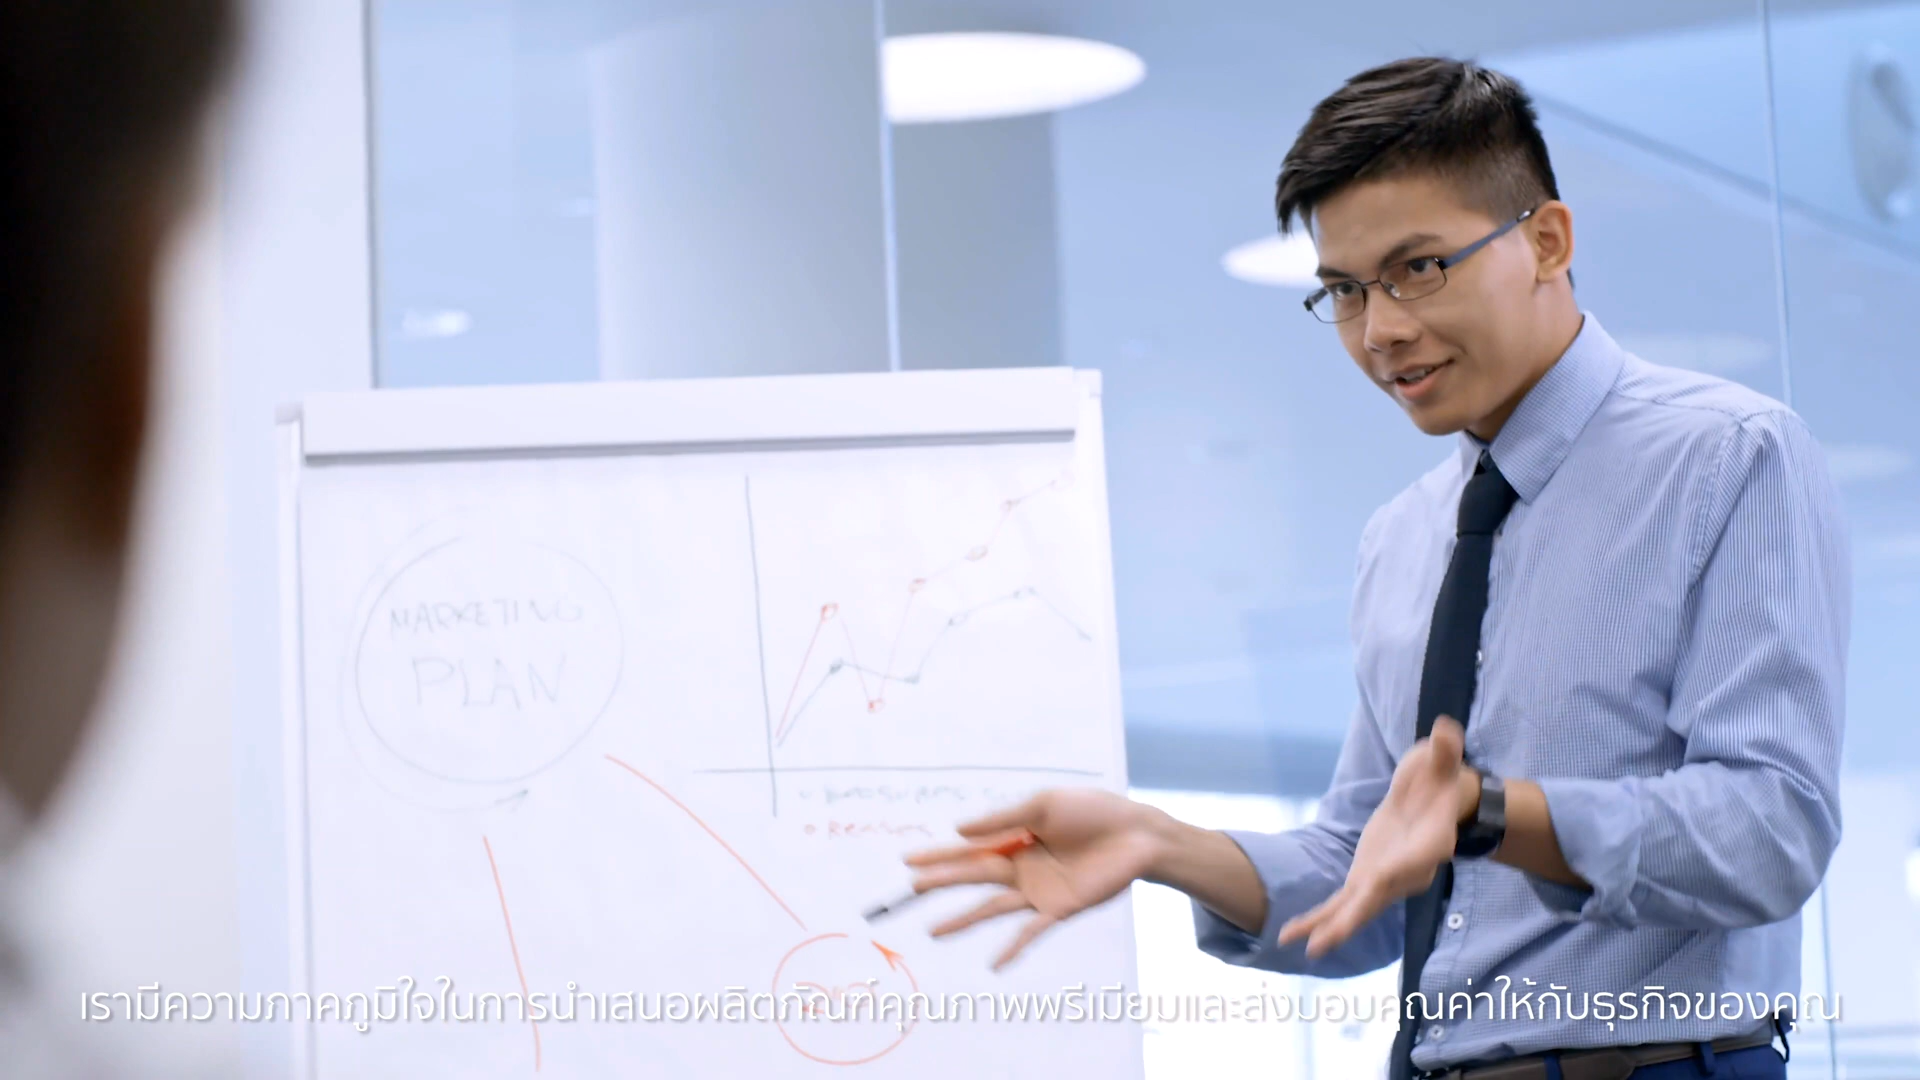 MARKETING
PLAN
เรามีความภาคภูมิใจในการนำเสนอผลิตภัณฑ์คุณภาพพรีเมียมและส่งมอบคุณค่าให้กับธุรกิจของคุณ